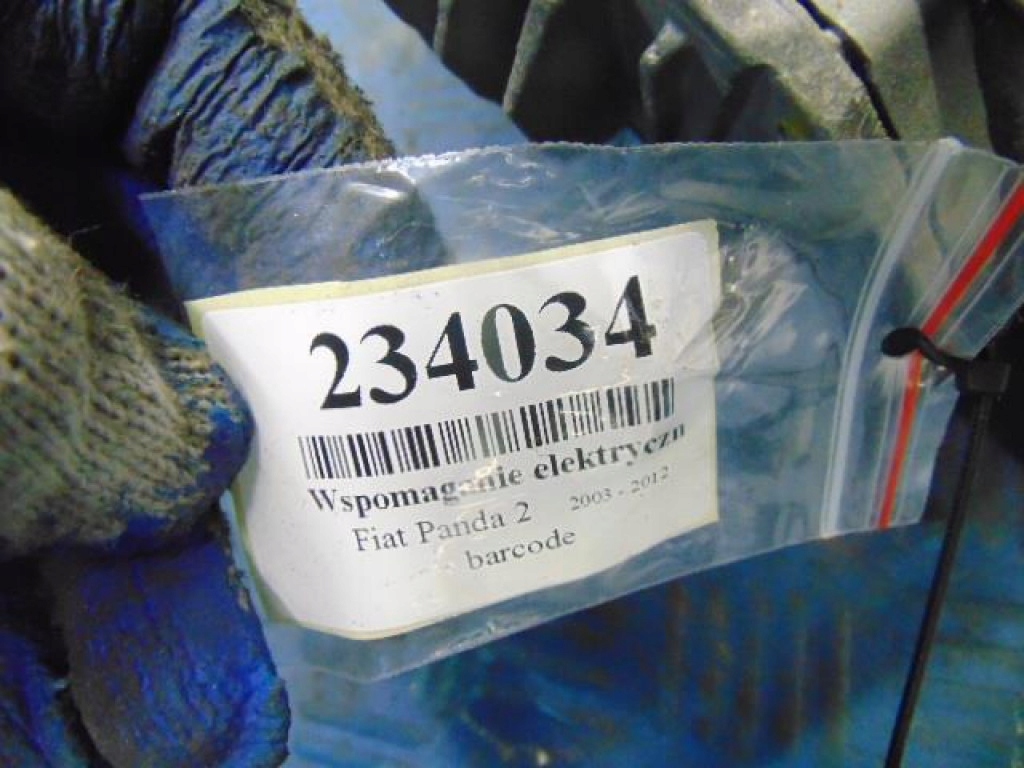 234034
Wspomaganie elektryczn
Fiat Panda 2 2003 - 2012
barcode